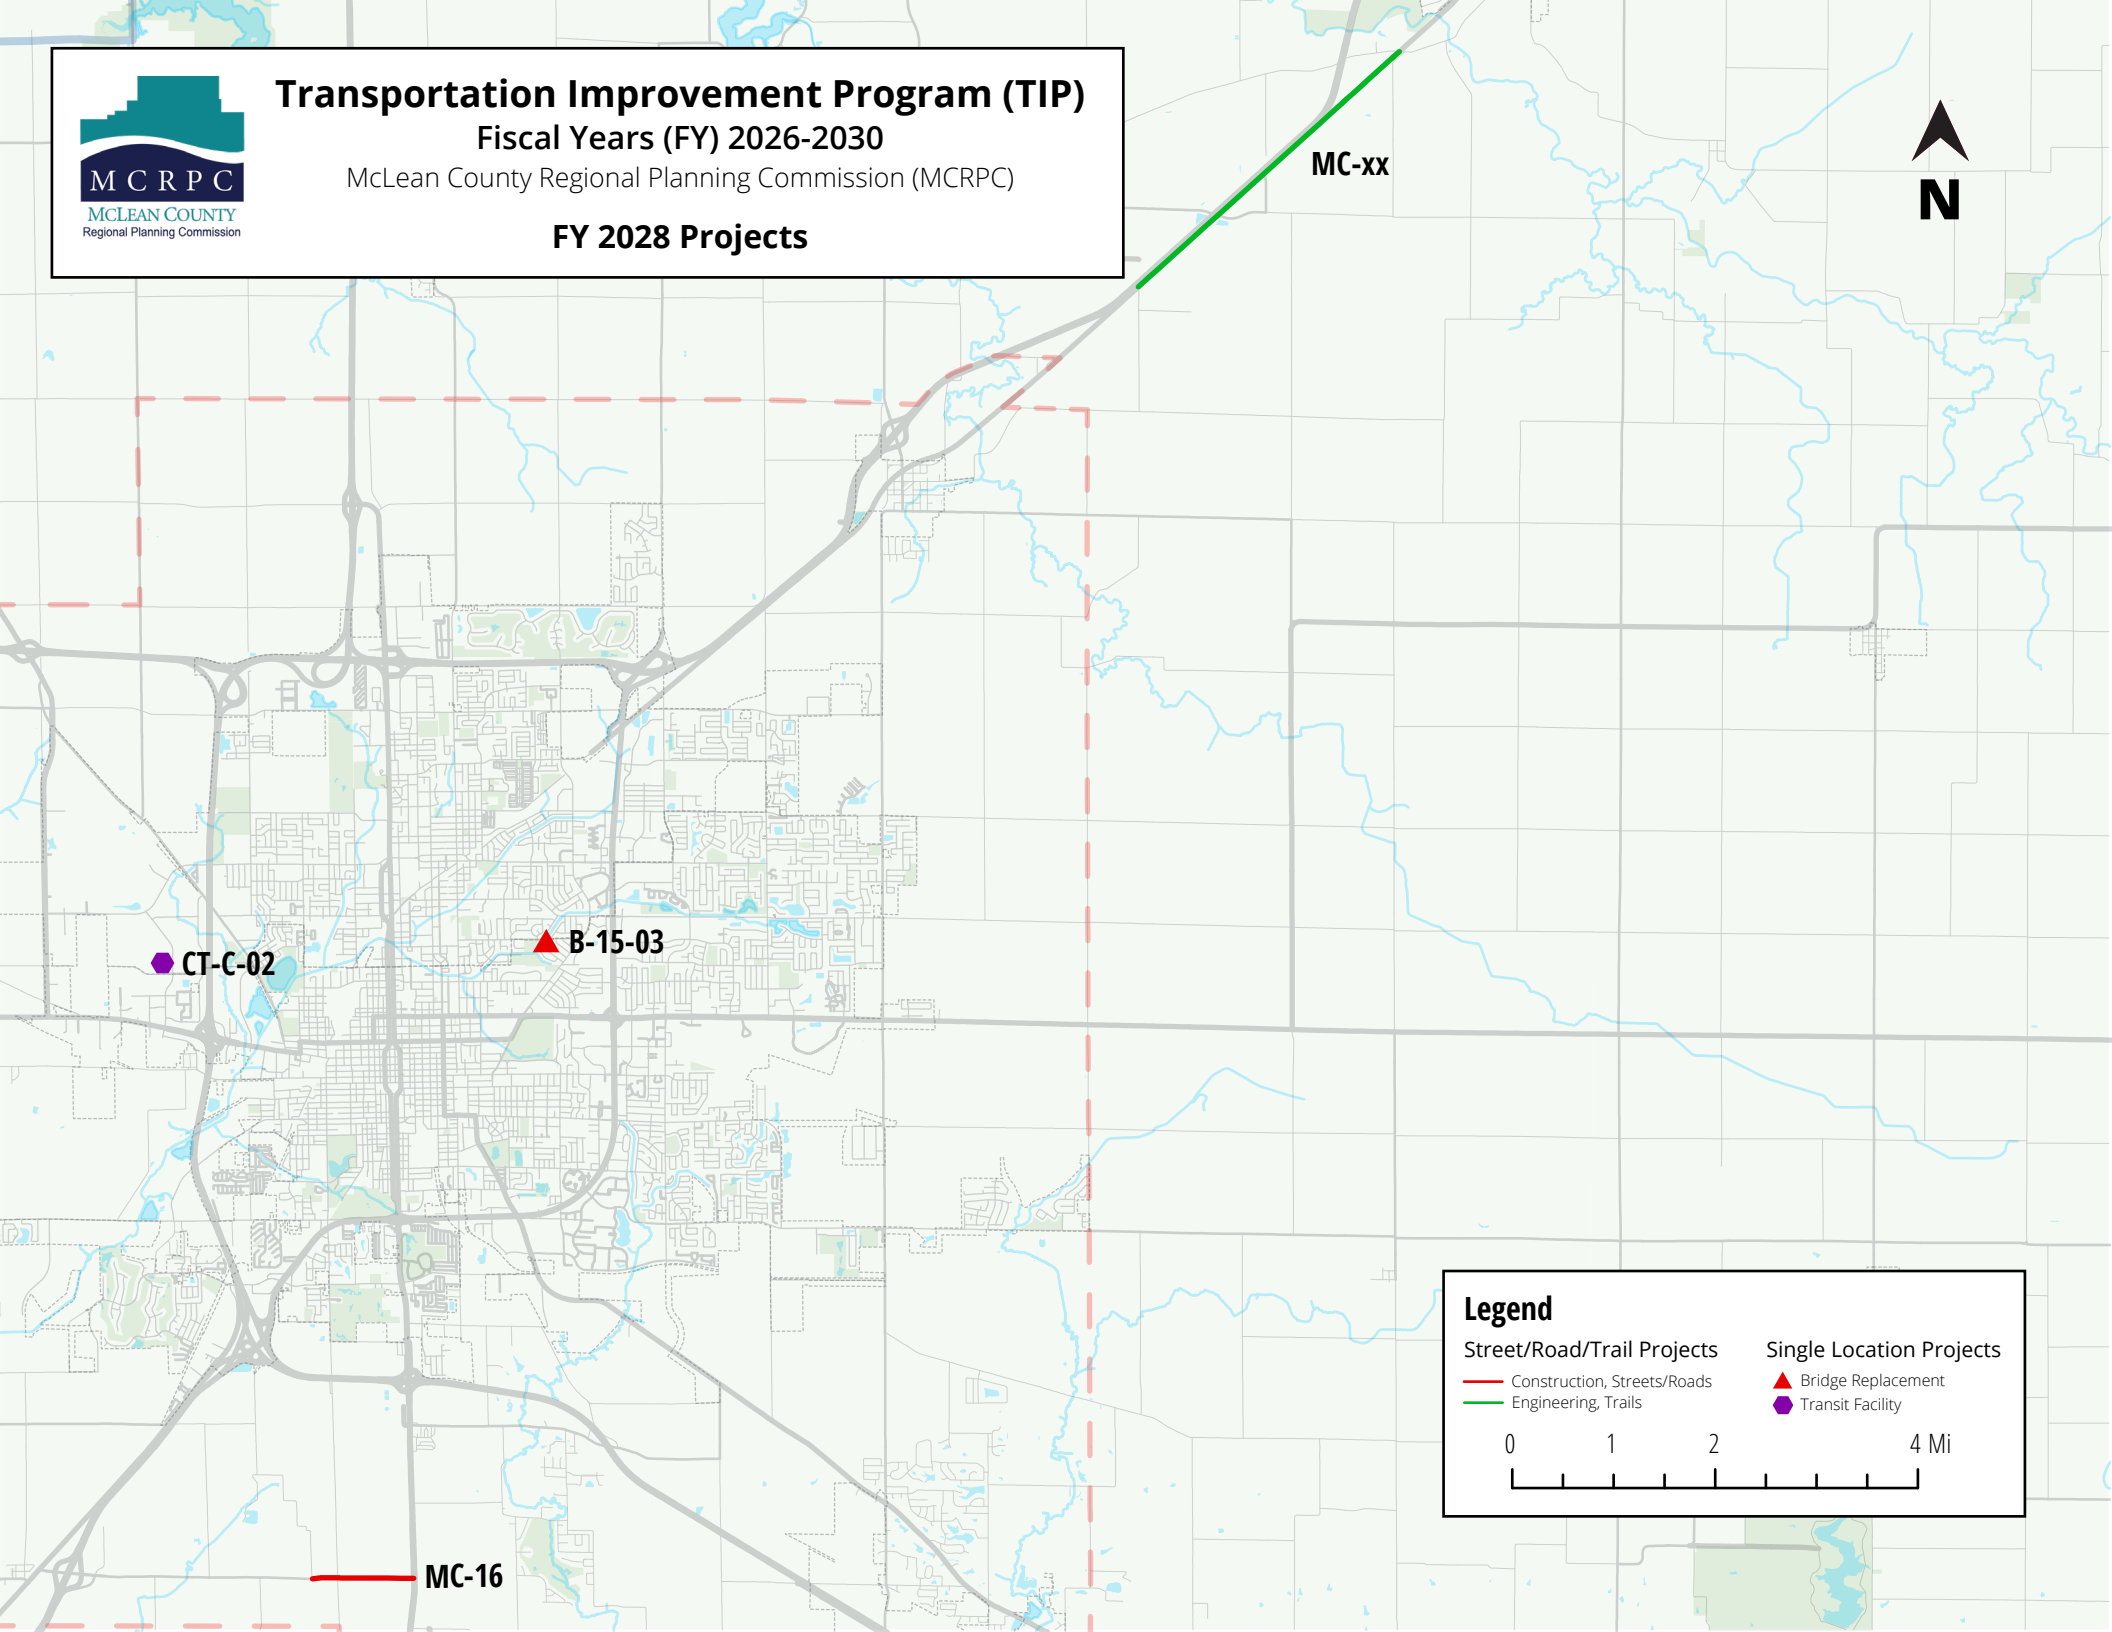 Transportation Improvement Program (TIP)
Fiscal Years (FY) 2026-2030
McLean County Regional Planning Commission (MCRPC)
FY 2028 Projects
MCRPC
MCLEAN COUNTY
Regional Planning Commission
MC-xx
N
B-15-03
CT-C-02
MC-16
Legend
Street/Road/Trail Projects
Construction, Streets/Roads
Engineering, Trails
Single Location Projects
Bridge Replacement
Transit Facility
0 1 2 4 Mi